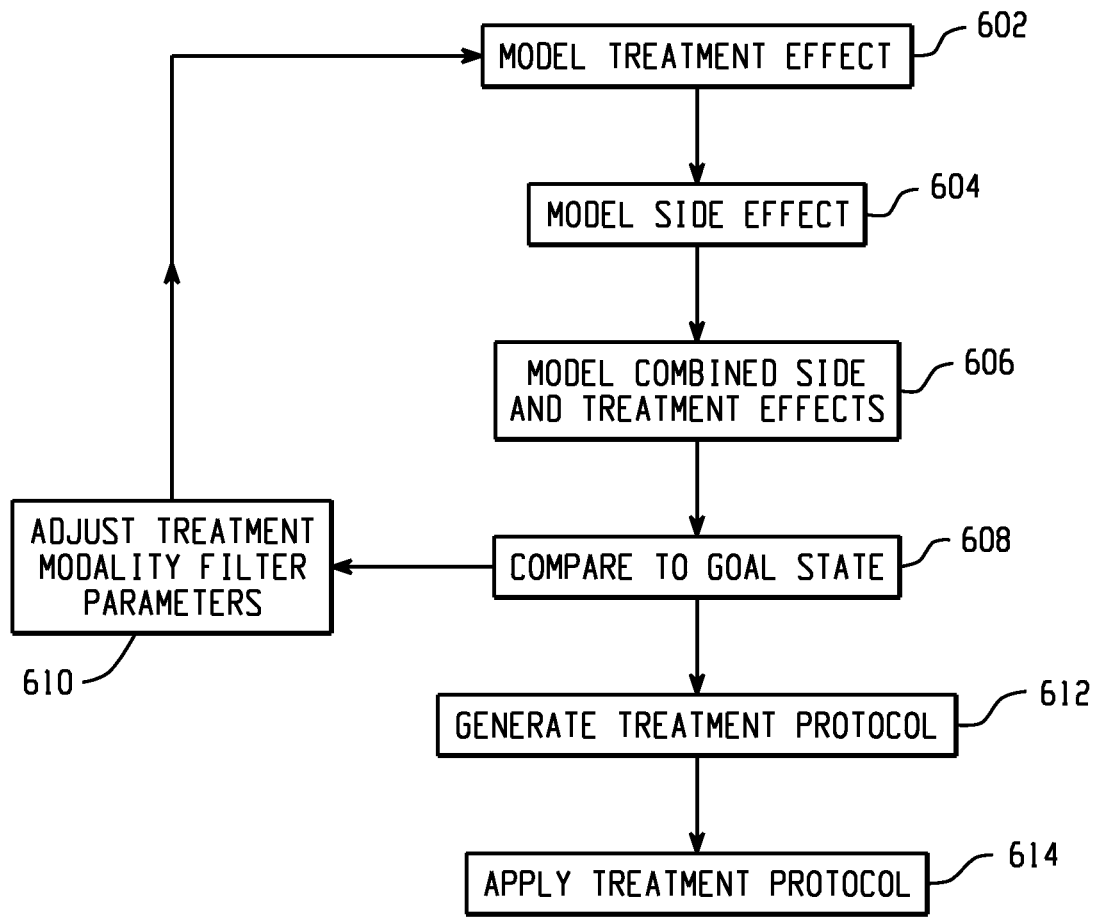 602
MODEL TREATMENT EFFECT
604
MODEL SIDE EFFECT
606
MODEL COMBINED SIDE
AND TREATMENT EFFECTS
608
COMPARE TO GOAL STATE
ADJUST TREATMENT
MODALITY FILTER
PARAMETERS
610
612
GENERATE TREATMENT PROTOCOL
614
APPLY TREATMENT PROTOCOL